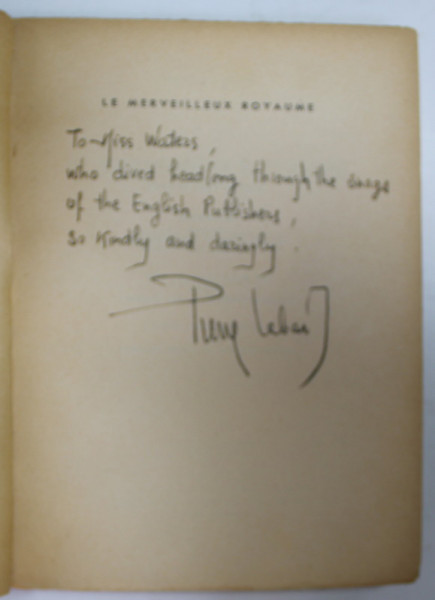 LE MERVEILLEUX ROYAUME
To Miss Waters,
who dived headlong through the snags
of the English Publishers,
so kindly and daringly.